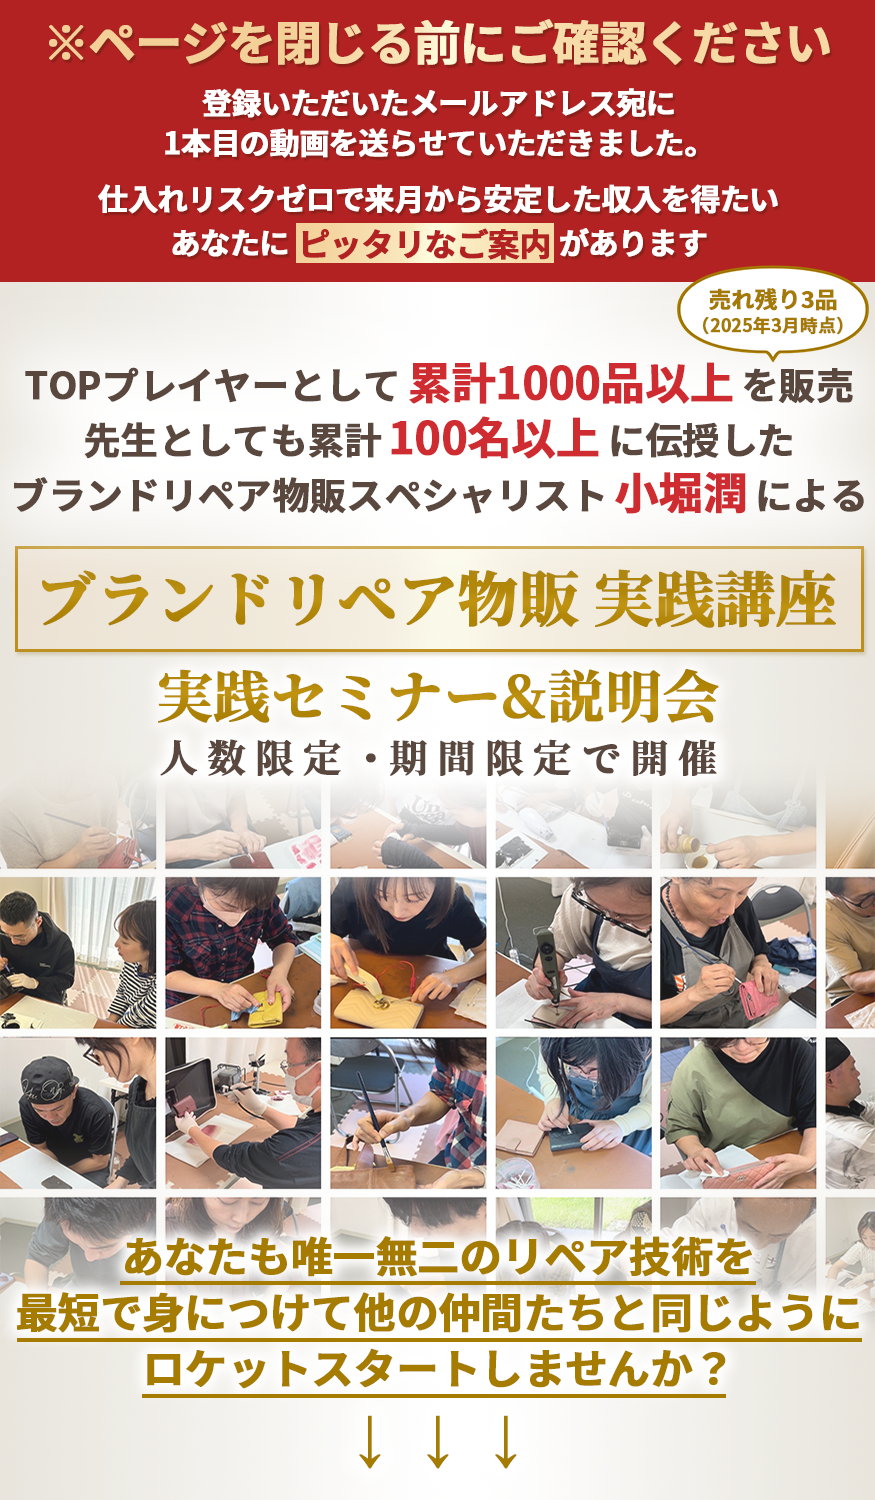 ※ページを閉じる前にご確認ください
登録いただいたメールアドレス宛に
1本目の動画を送らせていただきました。
仕入れリスクゼロで来月から安定した収入を得たい
あなたに ピッタリなご案内 があります
売れ残り3品
（2025年3月時点）
TOPプレイヤーとして 累計1000品以上 を販売
先生としても累計 100名以上 に伝授した
ブランドリペア物販スペシャリスト 小堀潤 による
ブランドリペア物販 実践講座
実践セミナー&説明会
人数限定・期間限定で開催
あなたも唯一無二のリペア技術を
最短で身につけて他の仲間たちと同じように
ロケットスタートしませんか？
↓ ↓ ↓